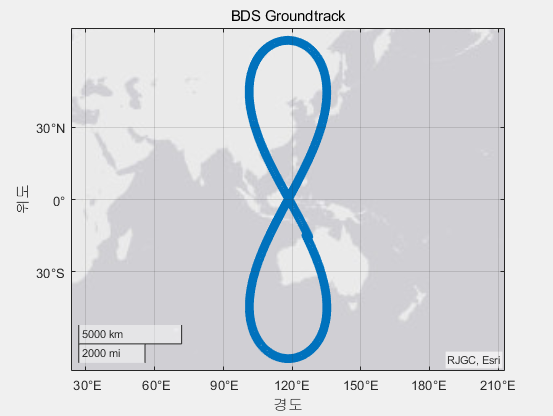 BDS Groundtrack
30°N
0°
30°S
위도
5000 km
2000 mi
RJGC, Esri
30°E 60°E 90°E 120°E 150°E 180°E 210°E
경도